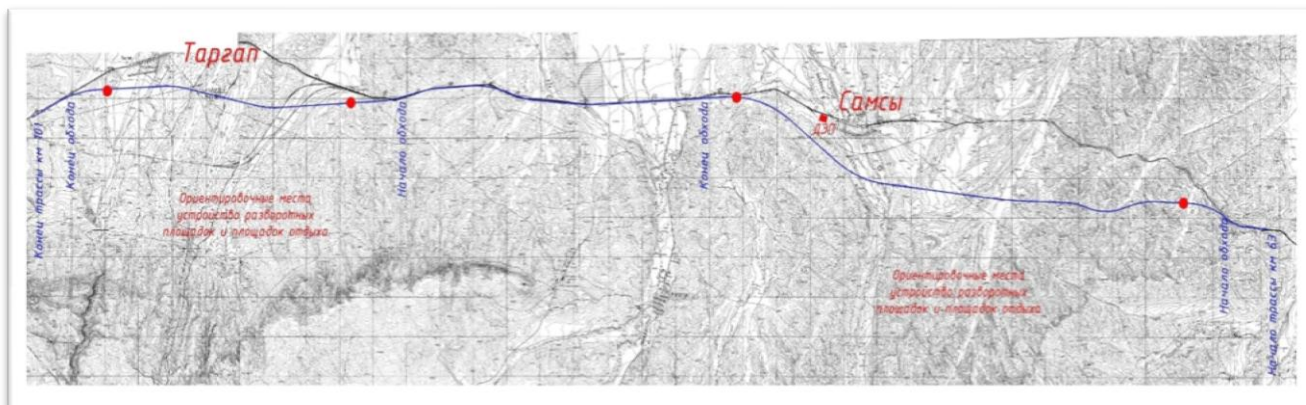 Таргап
Самсы
ДЭП
Конец трассы км 101
Конец обхода
Начало обхода
Конец обхода
Начало обхода
Начало трассы км 63
Ориентировочные места
устройства разворотных
площадок и площадок отдыха
Ориентировочные места
устройства разворотных
площадок и площадок отдыха